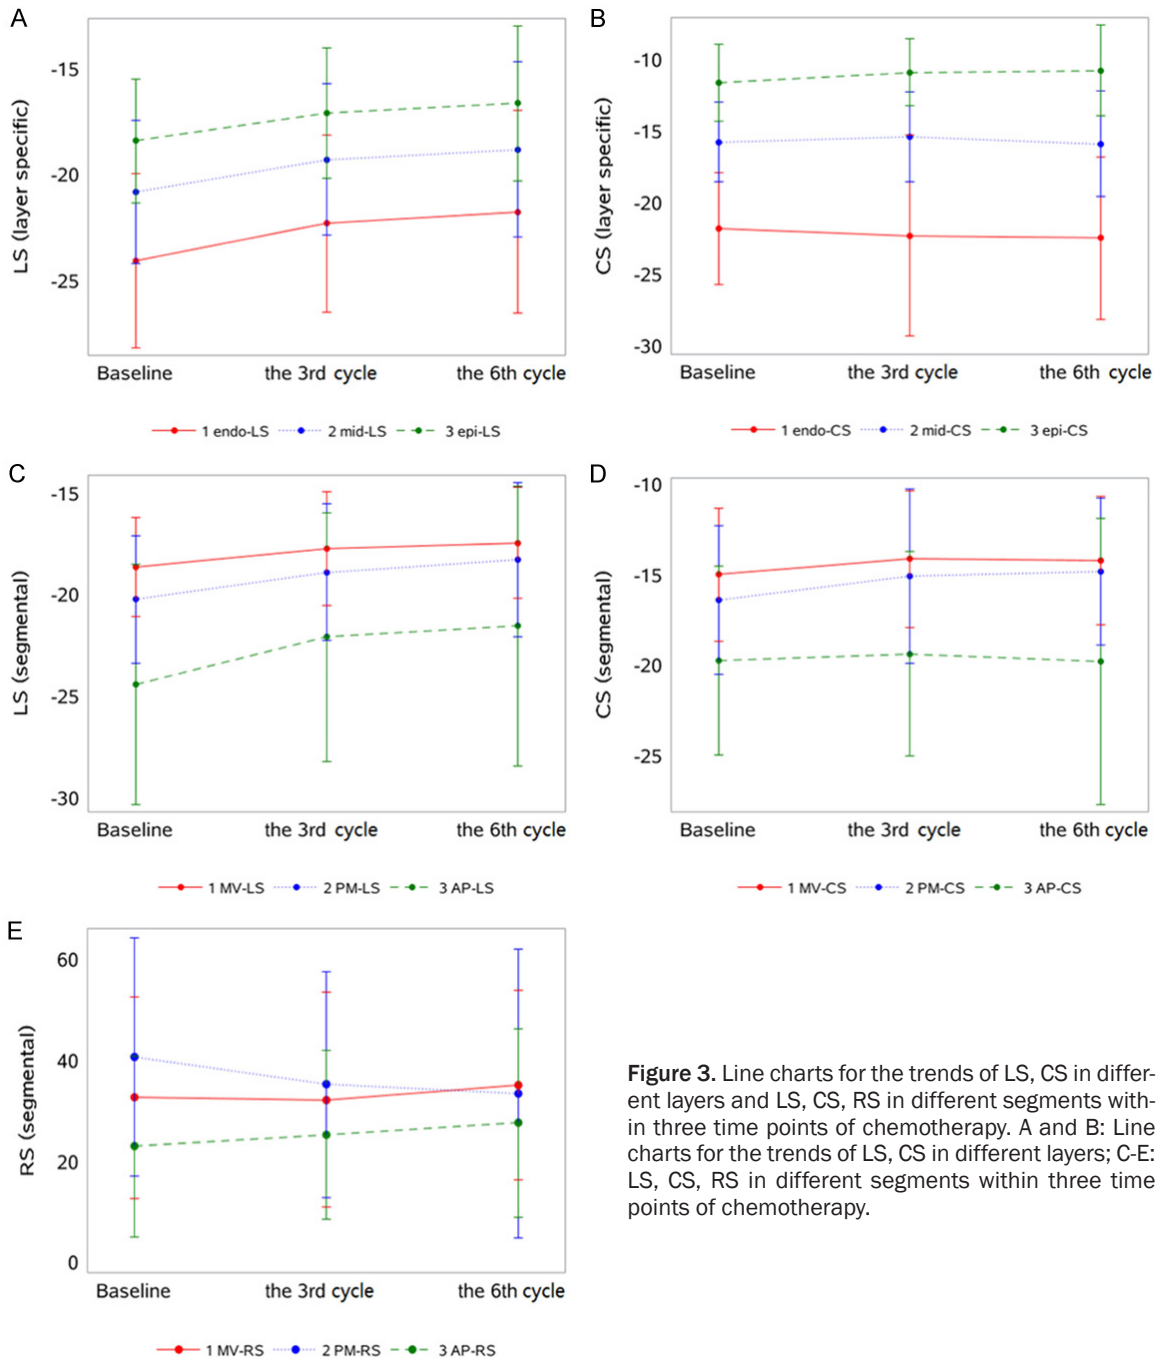 A
LS (layer specific)
-15
-20
-25
Baseline the 3rd cycle the 6th cycle
1 endo-LS 2 mid-LS 3 epi-LS
B
CS (layer specific)
-10
-15
-20
-25
-30
Baseline the 3rd cycle the 6th cycle
1 endo-CS 2 mid-CS 3 epi-CS
C
LS (segmental)
-15
-20
-25
-30
Baseline the 3rd cycle the 6th cycle
1 MV-LS 2 PM-LS 3 AP-LS
D
CS (segmental)
-10
-15
-20
-25
Baseline the 3rd cycle the 6th cycle
1 MV-CS 2 PM-CS 3 AP-CS
E
RS (segmental)
60
40
20
0
Baseline the 3rd cycle the 6th cycle
1 MV-RS 2 PM-RS 3 AP-RS
Figure 3. Line charts for the trends of LS, CS in differ-
ent layers and LS, CS, RS in different segments with-
in three time points of chemotherapy. A and B: Line
charts for the trends of LS, CS in different layers; C-E:
LS, CS, RS in different segments within three time
points of chemotherapy.